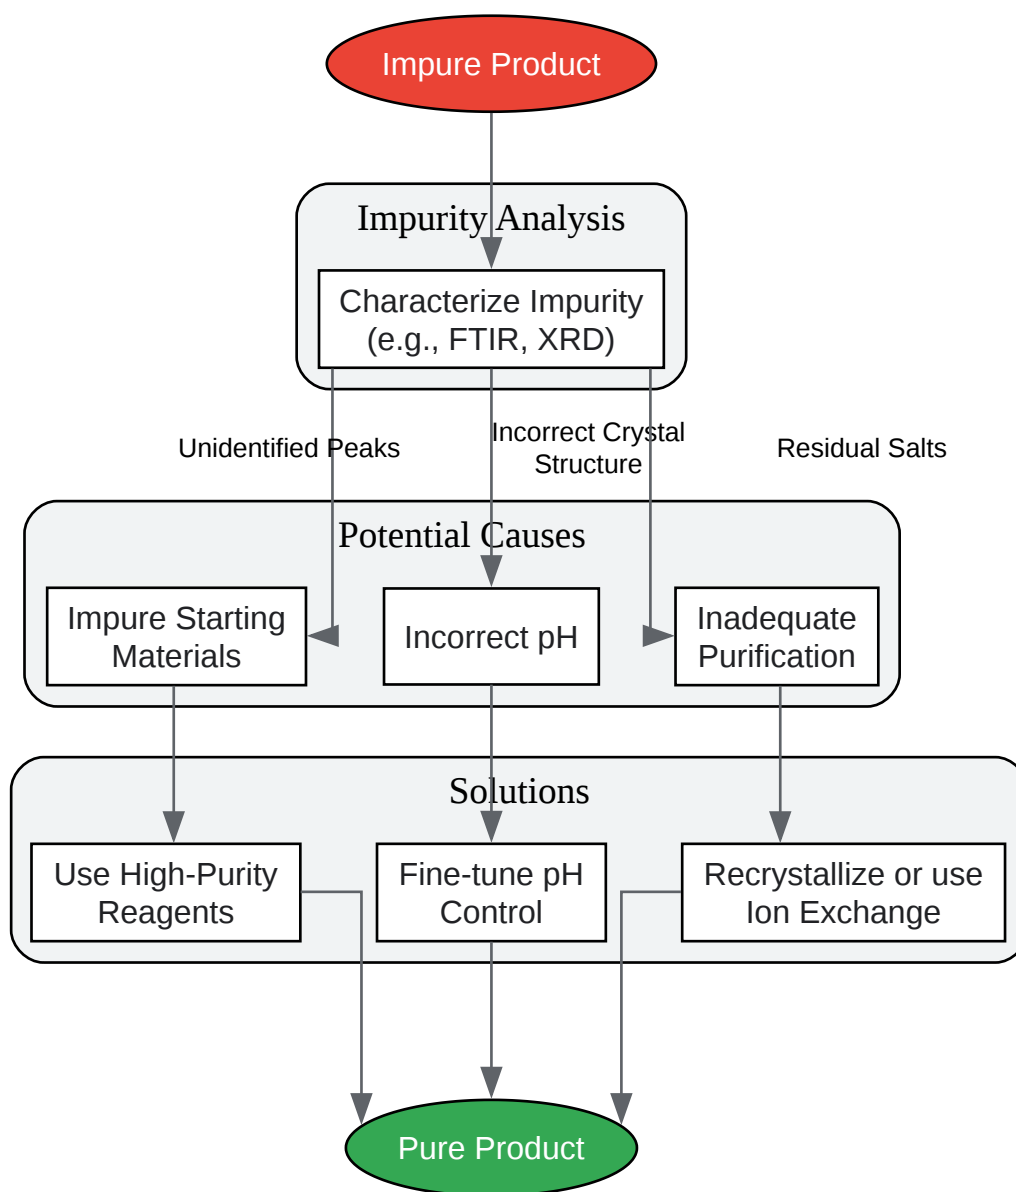 Impure Product
Impurity Analysis
Characterize Impurity
(e.g., FTIR, XRD)
Unidentified Peaks
Incorrect Crystal
Structure
Residual Salts
Potential Causes
Impure Starting
Materials
Incorrect pH
Inadequate
Purification
Solutions
Use High-Purity
Reagents
Fine-tune pH
Control
Recrystallize or use
Ion Exchange
Pure Product